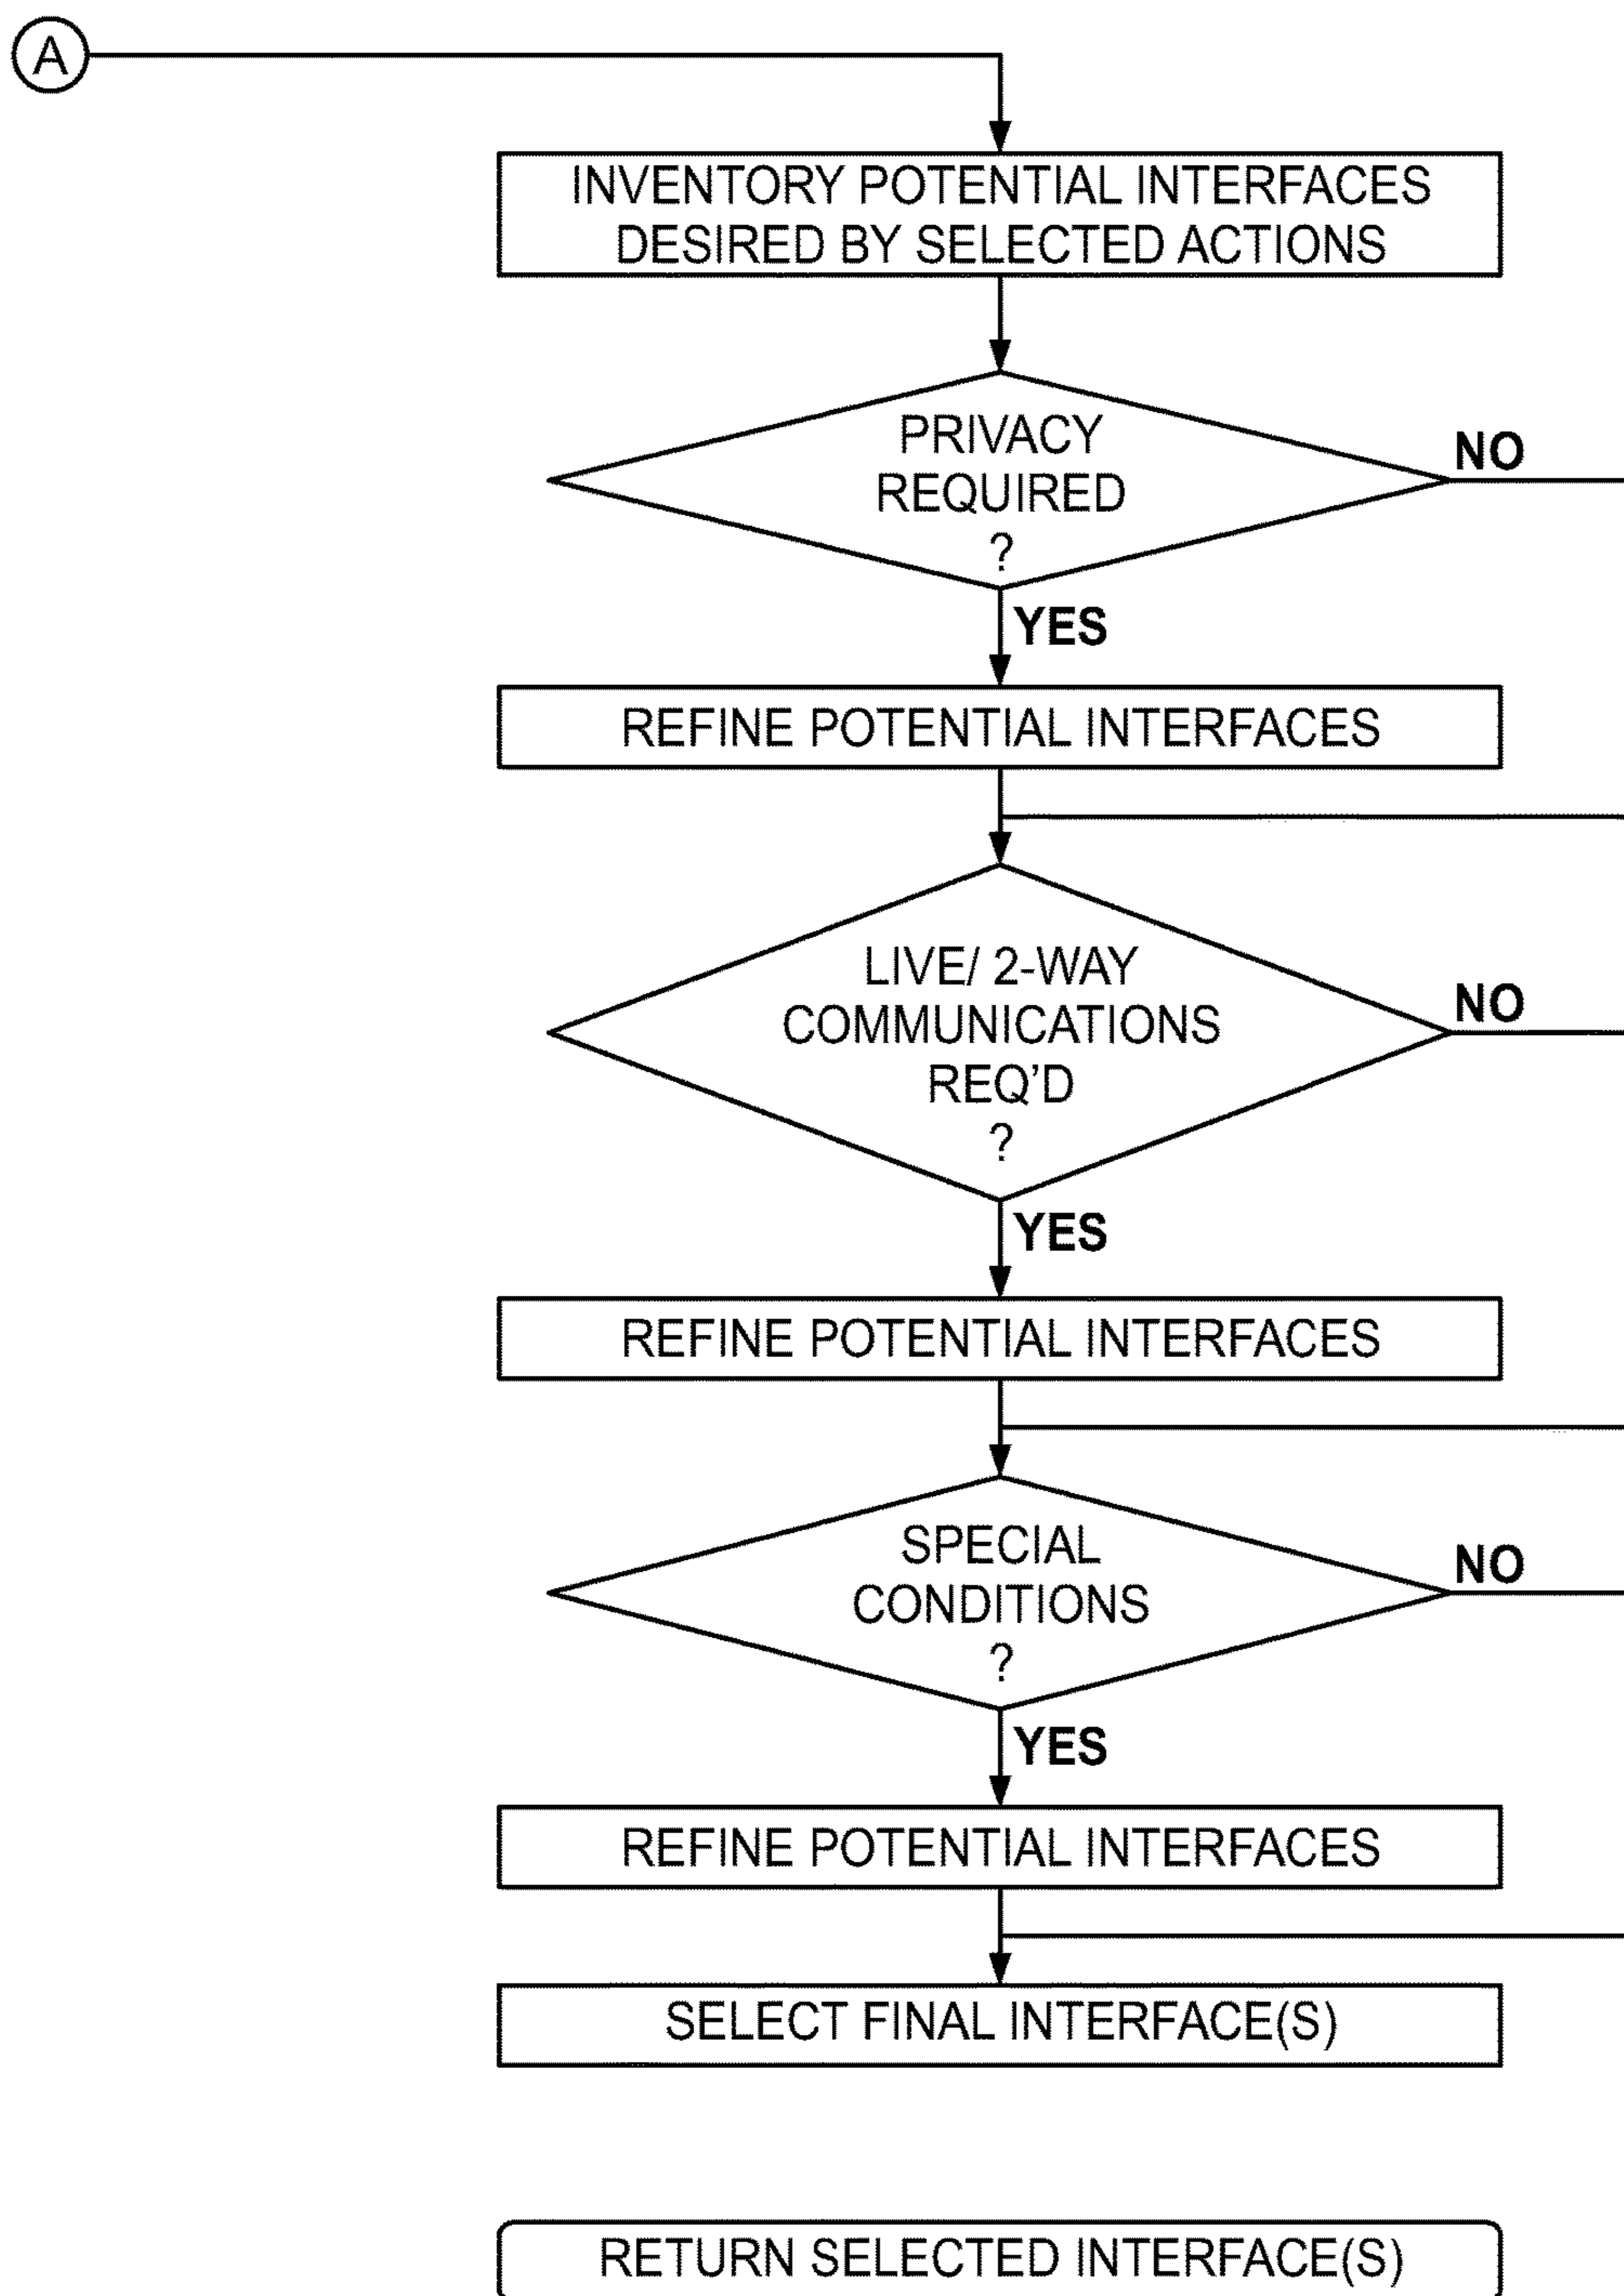 A
INVENTORY POTENTIAL INTERFACES
DESIRED BY SELECTED ACTIONS
PRIVACY
REQUIRED
?
NO
YES
REFINE POTENTIAL INTERFACES
LIVE/ 2-WAY
COMMUNICATIONS
REQ'D
?
NO
YES
REFINE POTENTIAL INTERFACES
SPECIAL
CONDITIONS
?
NO
YES
REFINE POTENTIAL INTERFACES
SELECT FINAL INTERFACE(S)
RETURN SELECTED INTERFACE(S)